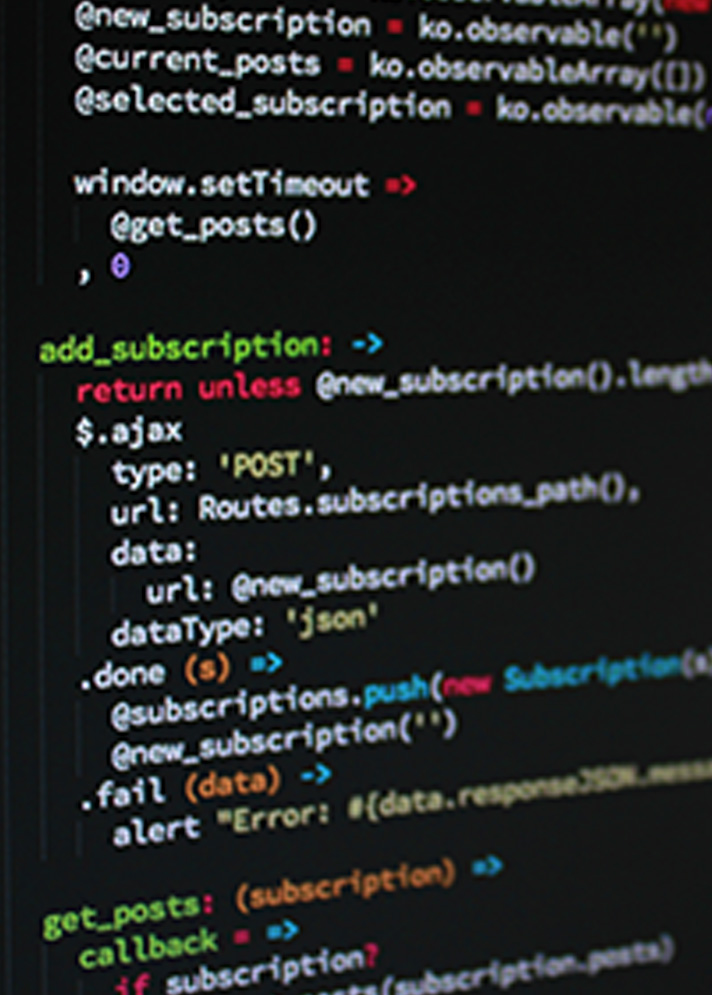 @new_subscription = ko.observable('')
@current_posts = ko.observableArray([])
@selected_subscription = ko.observable(
window.setTimeout =>
@get_posts()
, 0
add_subscription: ->
return unless @new_subscription().length
$.ajax
type: 'POST',
url: Routes.subscriptions_path(),
data:
url: @new_subscription()
dataType: 'json'
.done (s) =>
@subscriptions.push(new Subscription(s)
@new_subscription('')
.fail (data) ->
alert "Error: #{data.responseJSON.
get_posts: (subscription) =>
callback = =>
if subscription?
(subscription.posts)